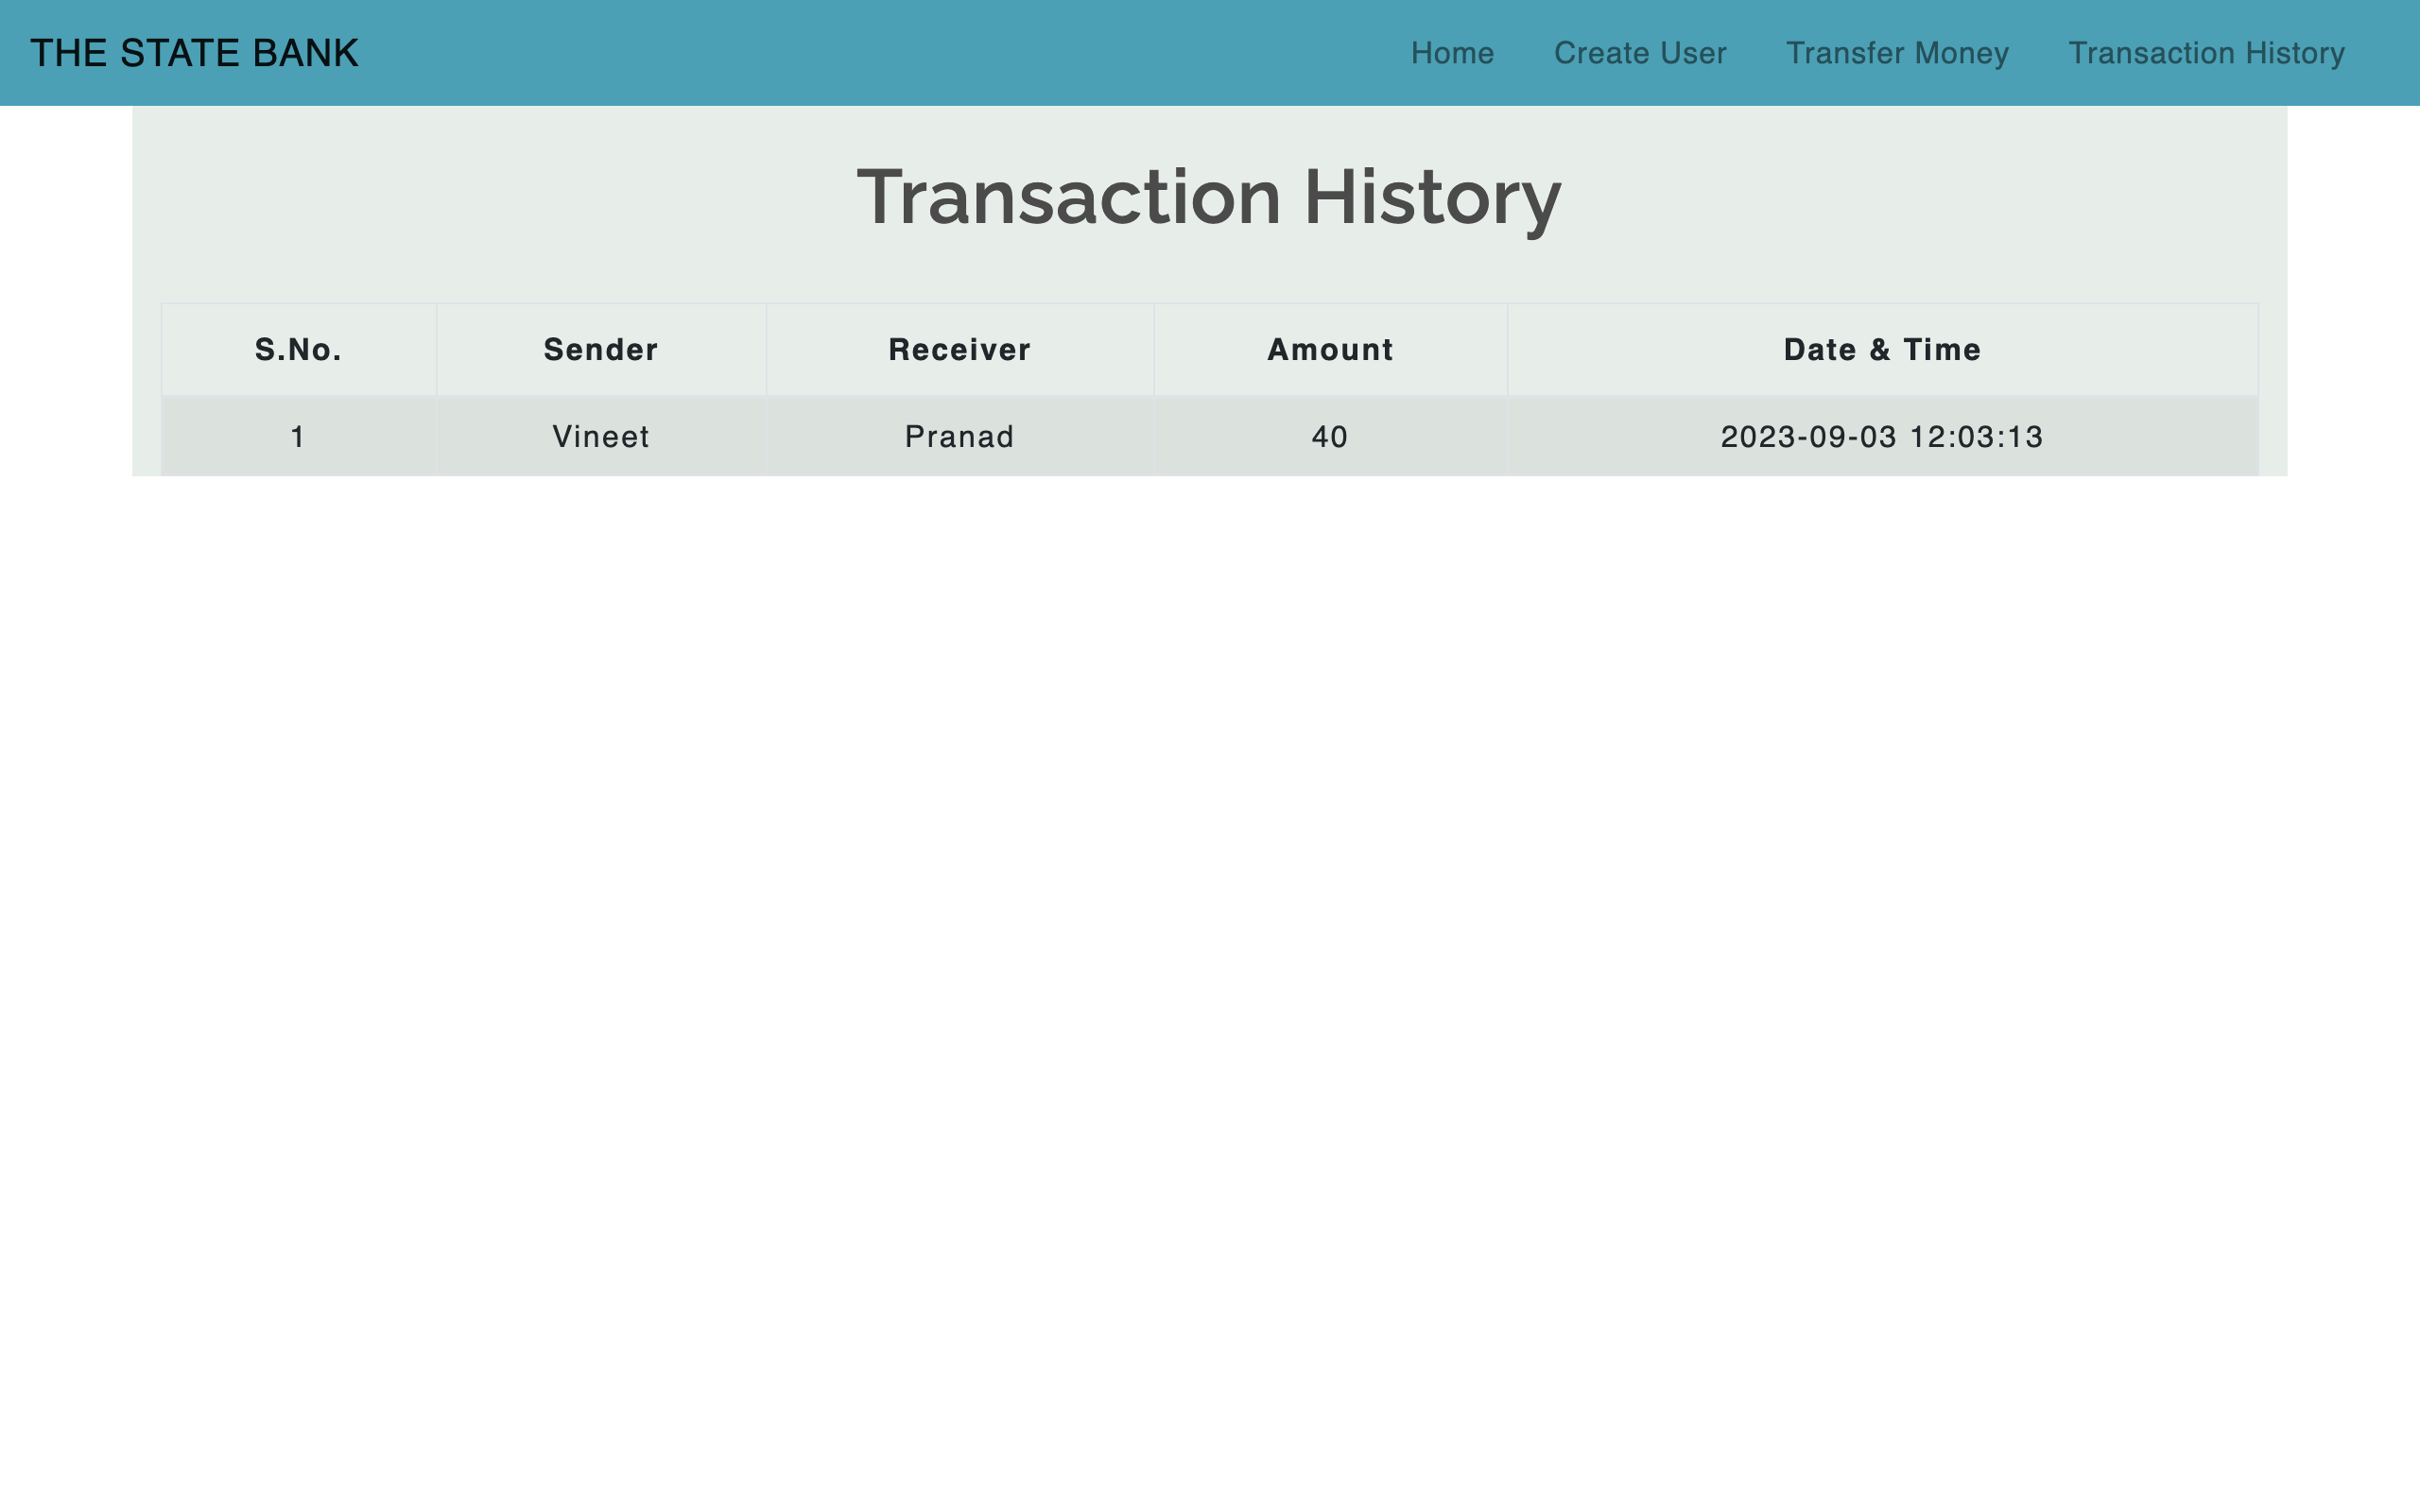 THE STATE BANK Home Create User Transfer Money Transaction History
Transaction History
S.No. Sender Receiver Amount Date & Time
1 Vineet Pranad 40 2023-09-03 12:03:13